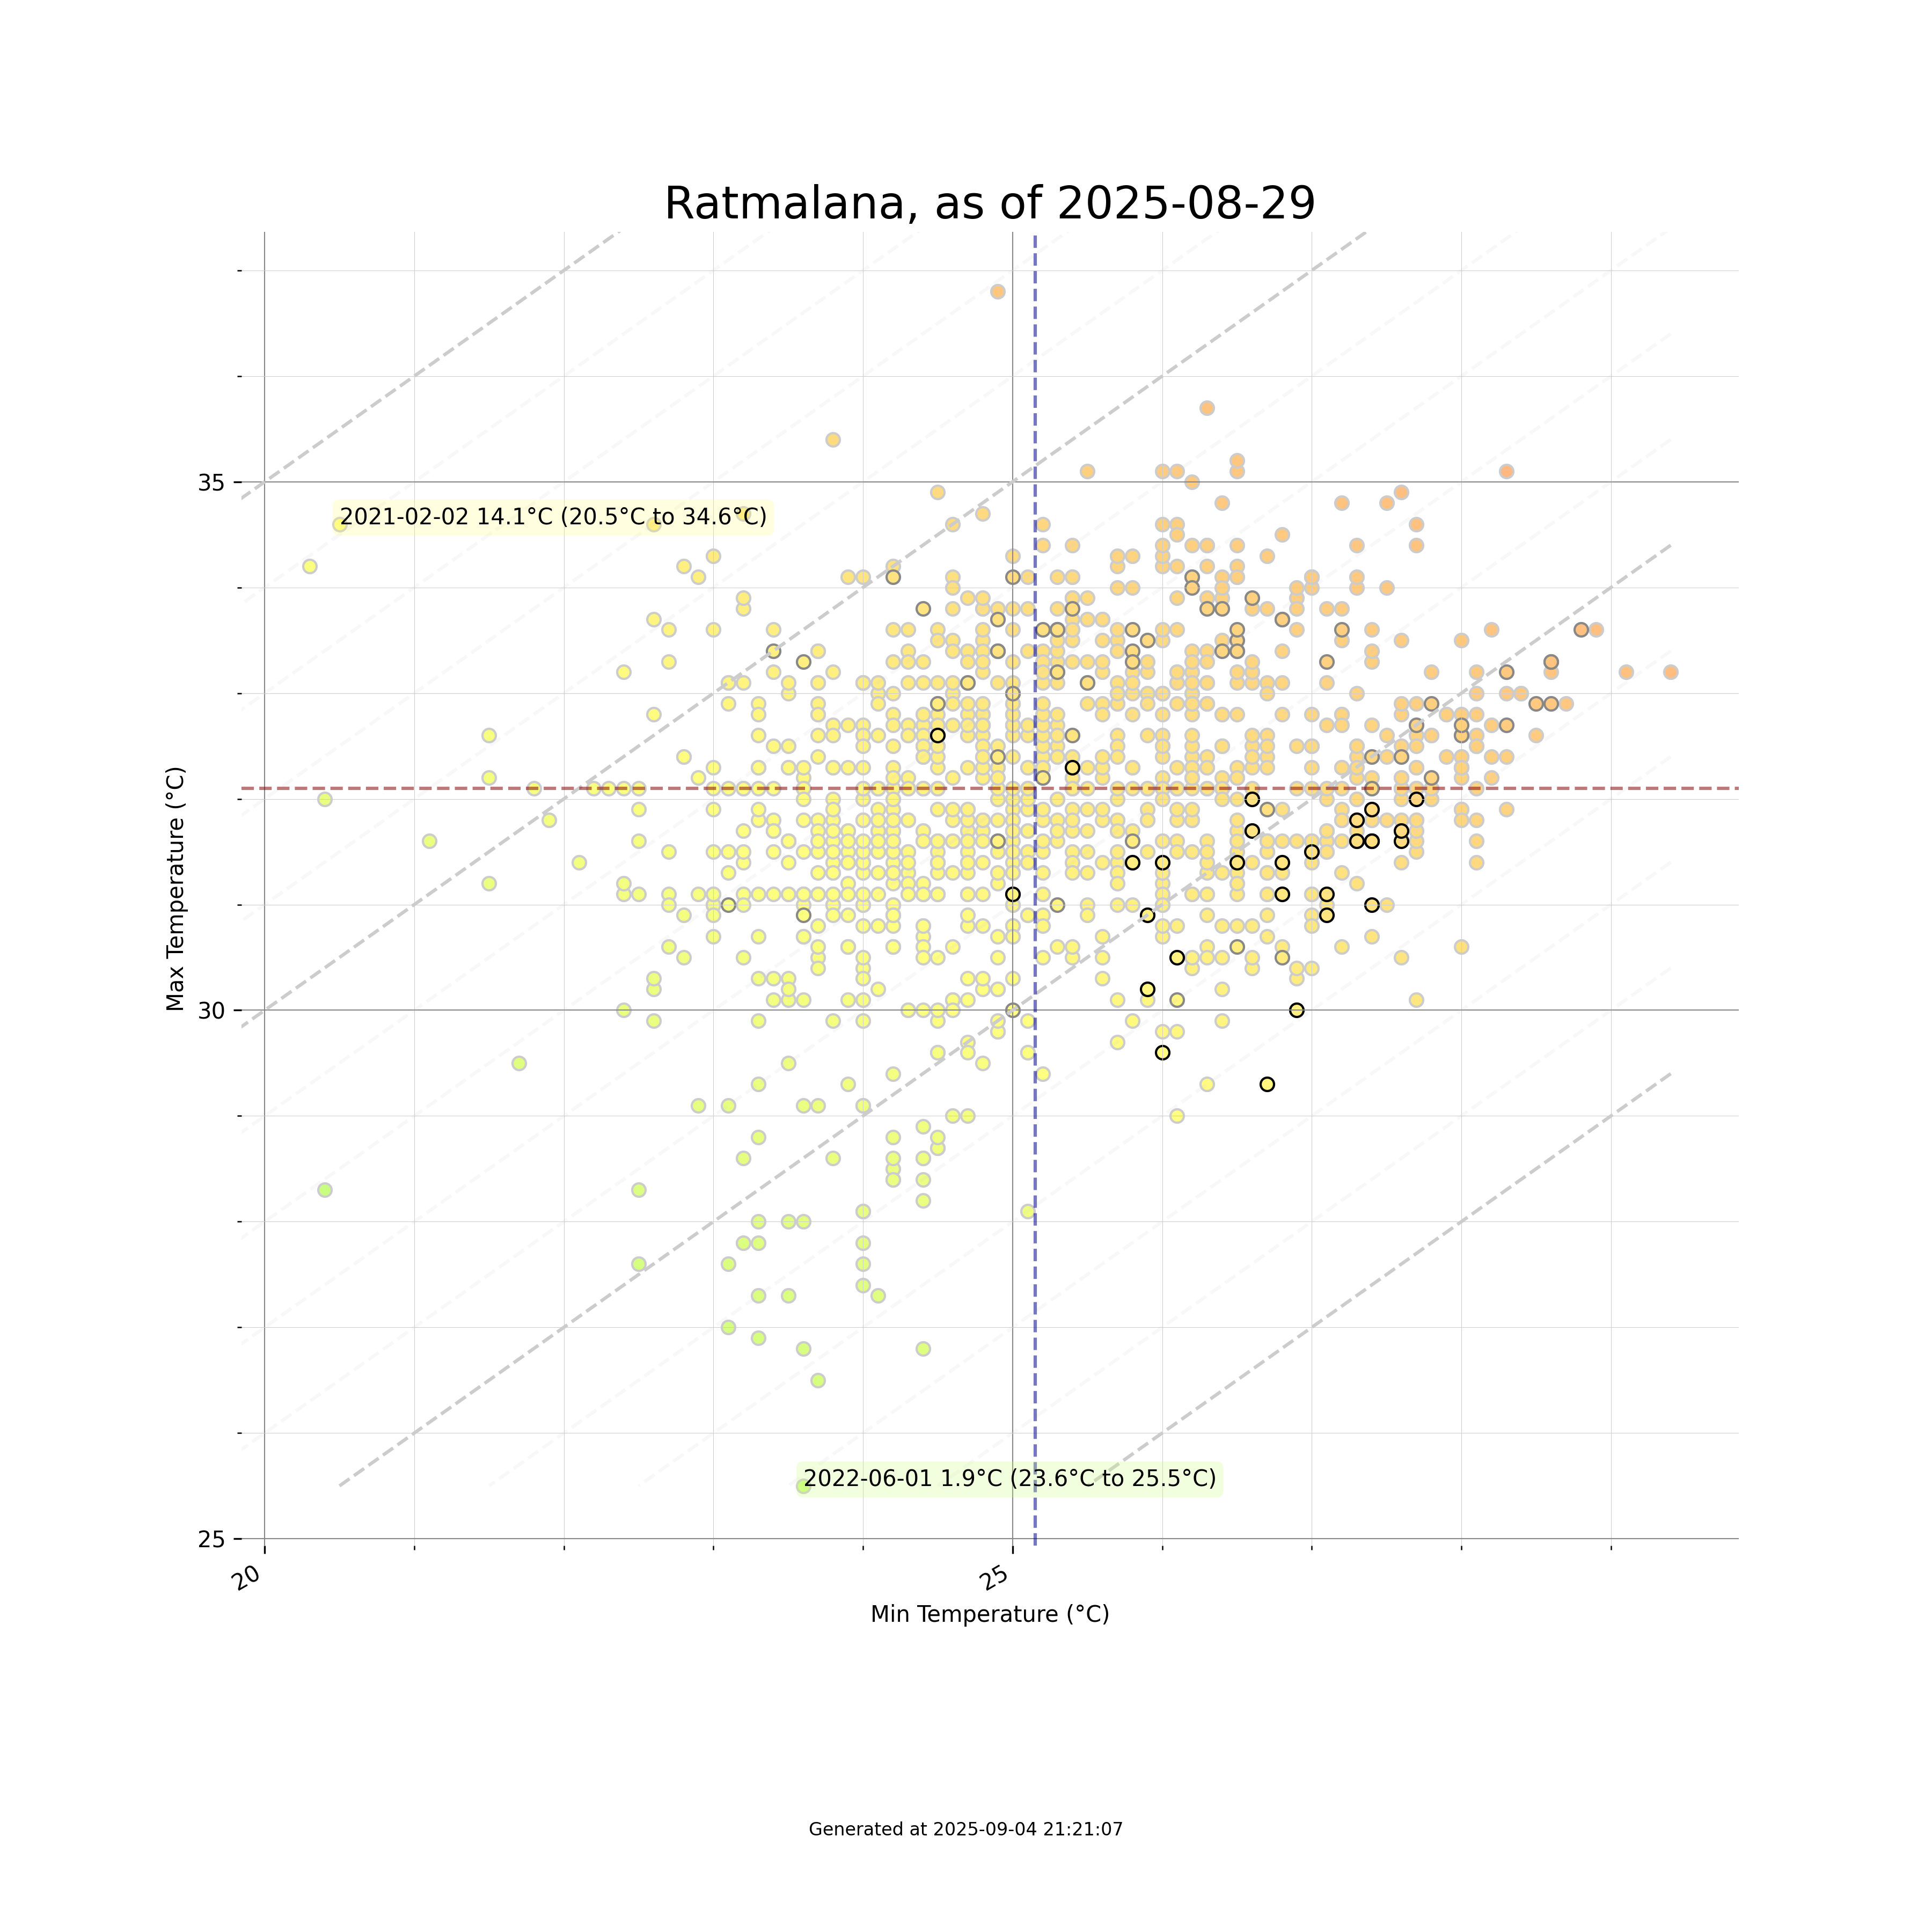 Ratmalana, as of 2025-08-29
35
2021-02-02 14.1°C (20.5°C to 34.6°C)
Max Temperature (°C)
30
2022-06-01 1.9°C (23.6°C to 25.5°C)
25
20
25
Min Temperature (°C)
Generated at 2025-09-04 21:21:07